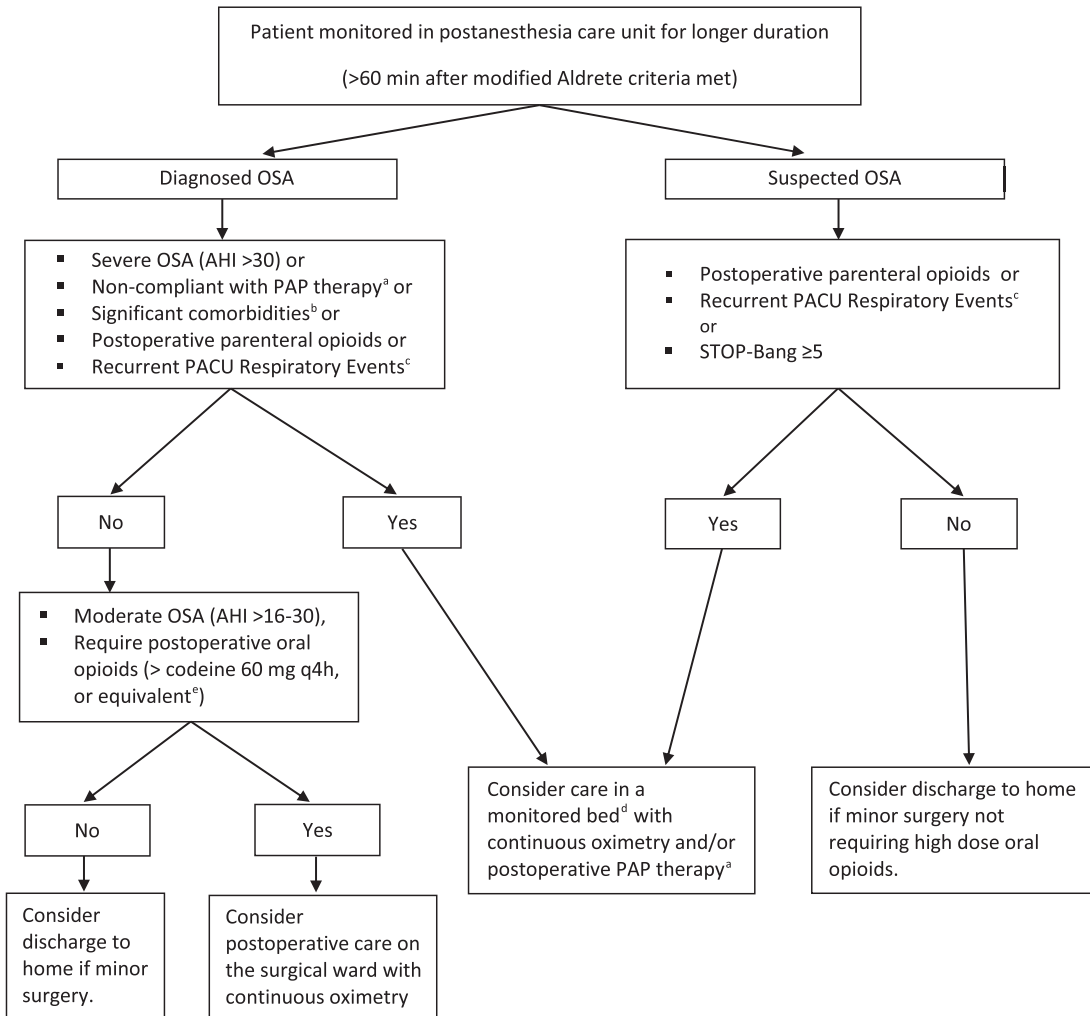 Patient monitored in postanesthesia care unit for longer duration
(>60 min after modified Aldrete criteria met)
Diagnosed OSA
Suspected OSA
▪ Severe OSA (AHI >30) or
▪ Non-compliant with PAP therapyᵃ or
▪ Significant comorbiditiesᵇ or
▪ Postoperative parenteral opioids or
▪ Recurrent PACU Respiratory Eventsᶜ
▪ Postoperative parenteral opioids or
▪ Recurrent PACU Respiratory Eventsᶜ
or
▪ STOP-Bang ≥5
No
Yes
Yes
No
▪ Moderate OSA (AHI >16-30),
▪ Require postoperative oral
opioids (> codeine 60 mg q4h,
or equivalentᵉ)
Consider care in a
monitored bedᵈ with
continuous oximetry and/or
postoperative PAP therapyᵃ
Consider discharge to home
if minor surgery not
requiring high dose oral
opioids.
No
Yes
Consider
discharge to
home if minor
surgery.
Consider
postoperative care on
the surgical ward with
continuous oximetry